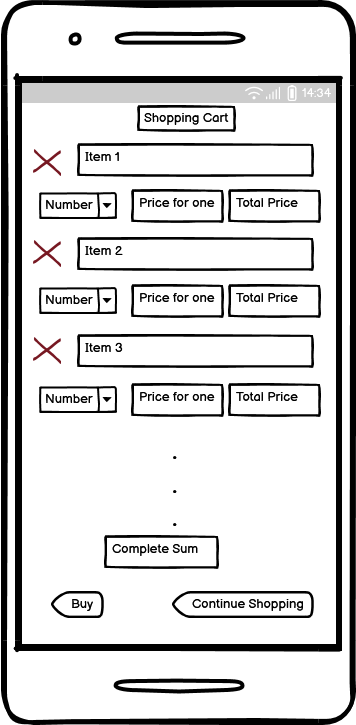 14:34
Shopping Cart
Item 1
Number Price for one Total Price
Item 2
Number Price for one Total Price
Item 3
Number Price for one Total Price
.
.
.
Complete Sum
Buy Continue Shopping